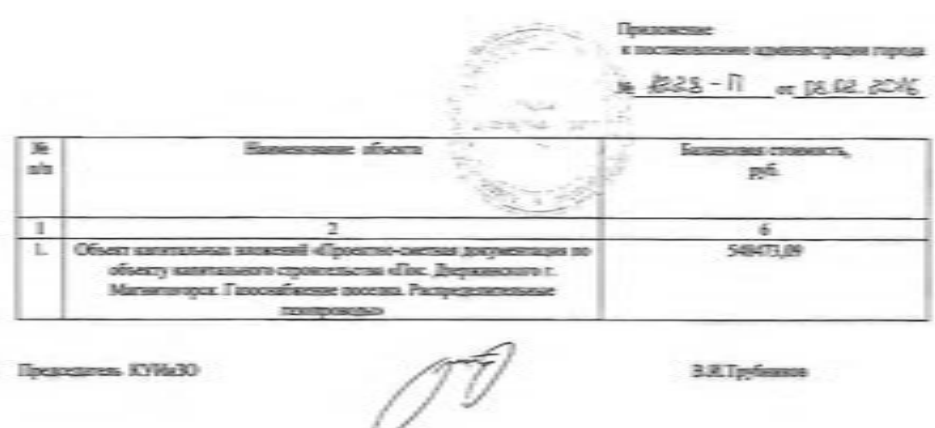 Приложение
к постановлению администрации города
№ 1228 - П от 08.02.2016
№ п/п
Наименование объекта
Балансовая стоимость, руб.
1 2 6
1. Объект капитальных вложений «Проектно-сметная документация по
объекту капитального строительства «Пос. Дзержинского г.
Магнитогорск. Газоснабжение поселка. Распределительные
газопроводы»
548473,09
Председатель КУИиЗО В.И.Трубников